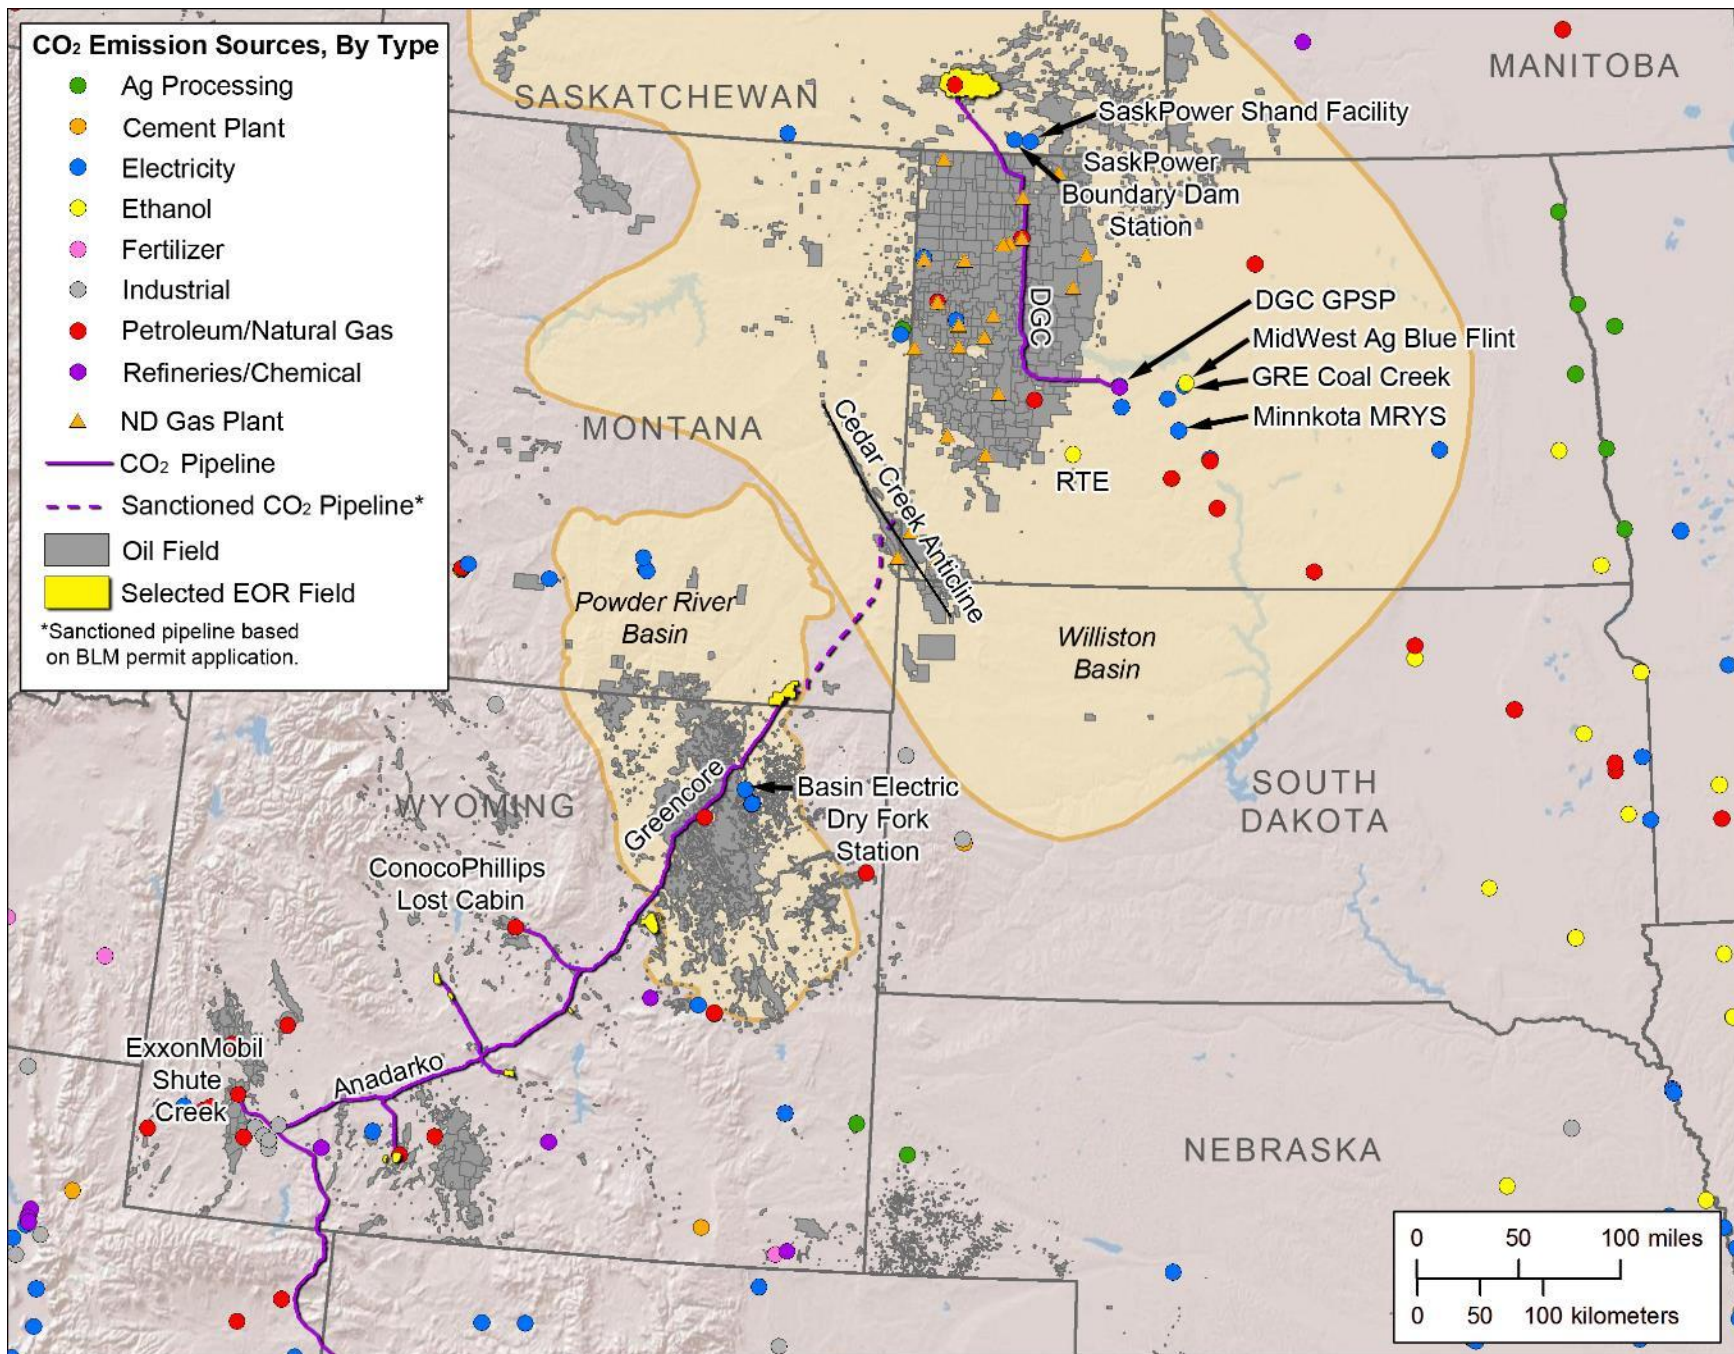 CO₂ Emission Sources, By Type
Ag Processing
Cement Plant
Electricity
Ethanol
Fertilizer
Industrial
Petroleum/Natural Gas
Refineries/Chemical
ND Gas Plant
CO₂ Pipeline
Sanctioned CO₂ Pipeline*
Oil Field
Selected EOR Field
*Sanctioned pipeline based
on BLM permit application.
SASKATCHEWAN
MANITOBA
SaskPower Shand Facility
SaskPower
Boundary Dam
Station
DGC
DGC GPSP
MidWest Ag Blue Flint
GRE Coal Creek
Minnkota MRYS
MONTANA
Cedar Creek Anticline
RTE
Powder River
Basin
Williston
Basin
WYOMING
Greencore
Basin Electric
Dry Fork
Station
SOUTH
DAKOTA
ConocoPhillips
Lost Cabin
ExxonMobil
Shute
Creek
Anadarko
NEBRASKA
0 50 100 miles
0 50 100 kilometers